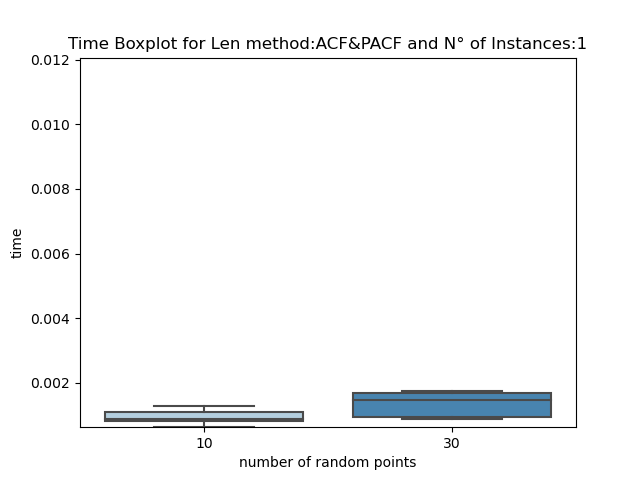 Time Boxplot for Len method:ACF&PACF and N° of Instances:1
0.012
0.010
0.008
0.006
0.004
0.002
time
10
30
number of random points